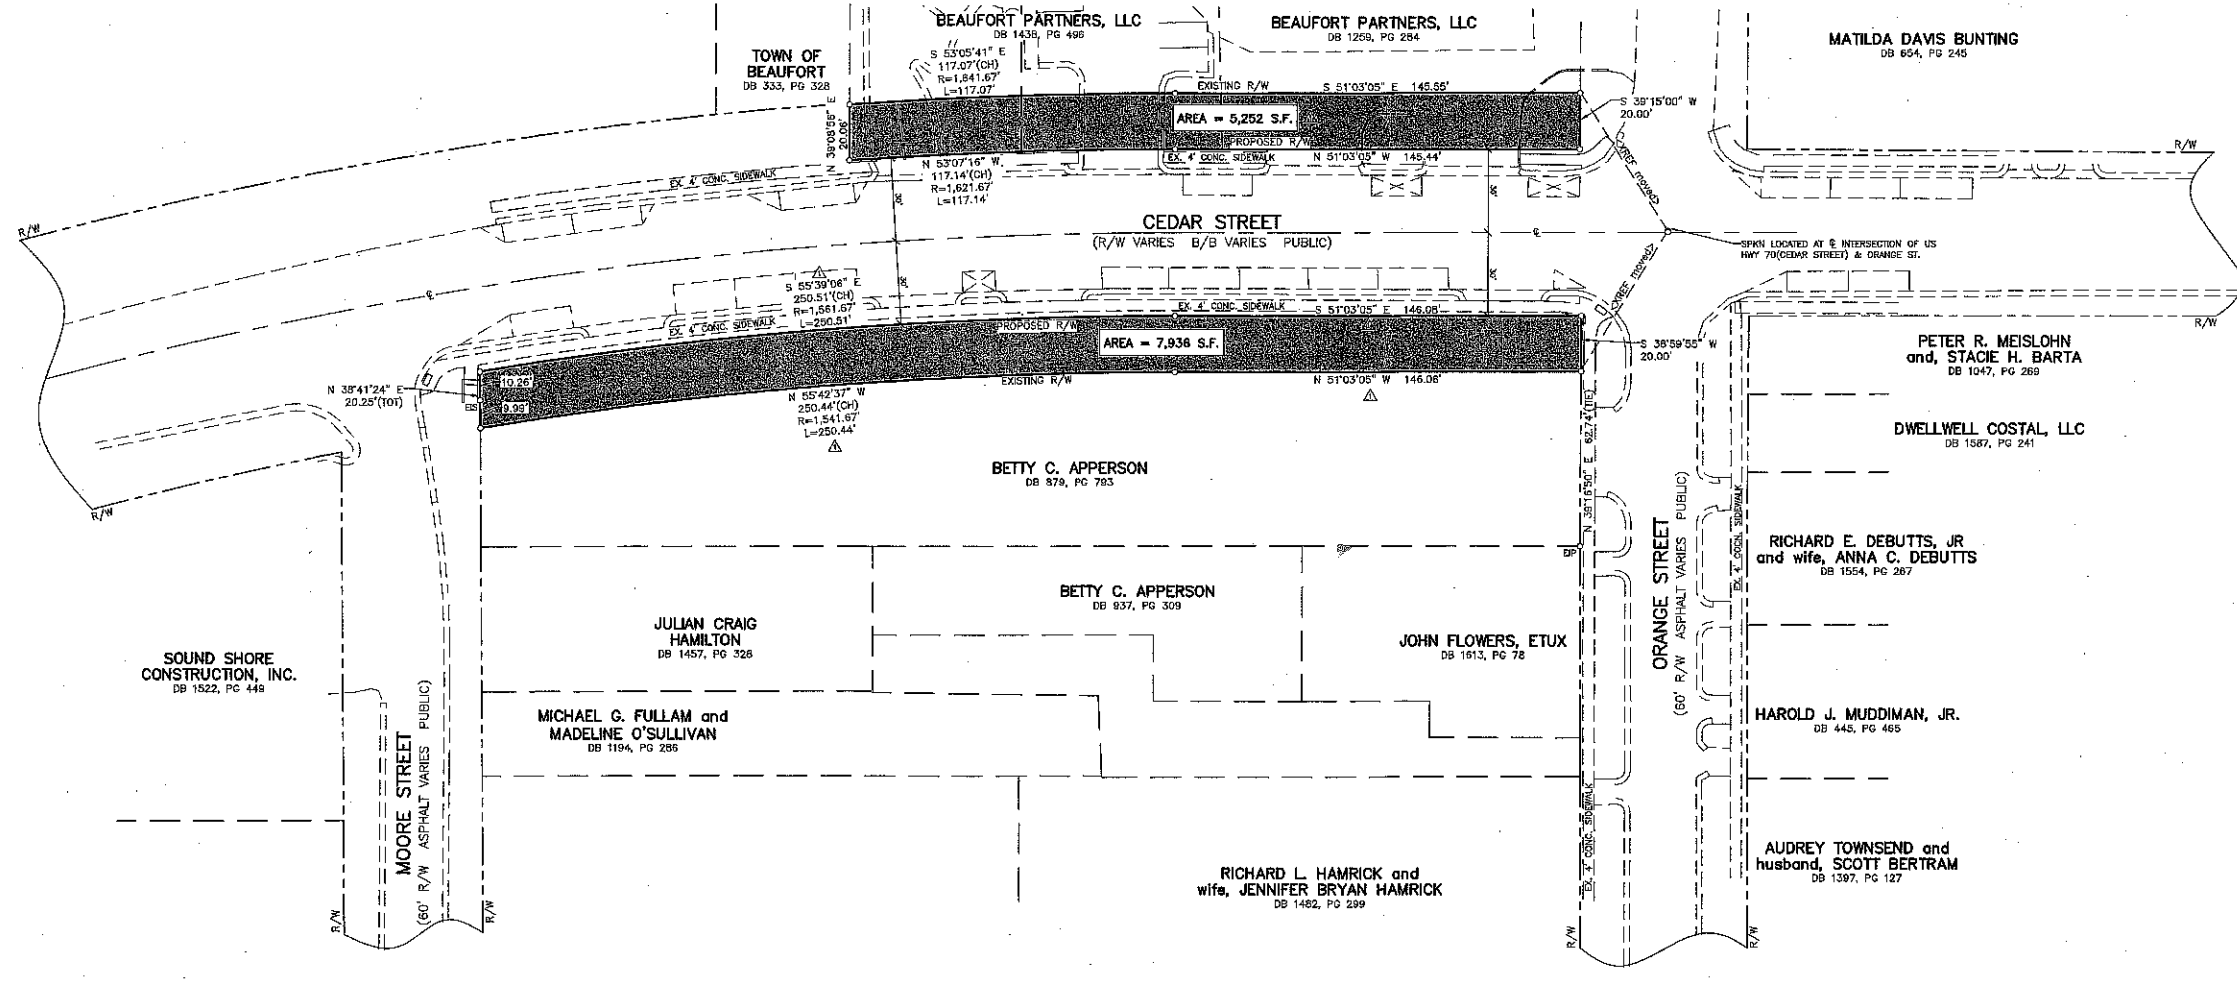 BEAUFORT PARTNERS, LLC
DB 1438, PG 496
BEAUFORT PARTNERS, LLC
DB 1259, PG 264
MATILDA DAVIS BUNTING
DB 654, PG 245
TOWN OF
BEAUFORT
DB 333, PG 328
S 53°05'41" E
117.07'(CH)
R=1,641.67'
L=117.07'
EXISTING R/W
S 51°03'05" E 145.55'
S 39°15'00" W
20.00'
N 39°08'56" E
20.06'
AREA = 5,252 S.F.
PROPOSED R/W
EX. 4' CONC. SIDEWALK
N 51°03'05" W 145.44'
N 53°07'16" W
117.14'(CH)
R=1,621.67'
L=117.14'
EX. 4' CONC. SIDEWALK
<XREF moved>
R/W
R/W
30'
30'
CEDAR STREET
(R/W VARIES B/B VARIES PUBLIC)
SPKN LOCATED AT ℄ INTERSECTION OF US
HWY 70(CEDAR STREET) & ORANGE ST.
<XREF moved>
30'
30'
S 55°39'06" E
250.51'(CH)
R=1,561.67'
L=250.51'
EX. 4' CONC. SIDEWALK
EX. 4' CONC. SIDEWALK
S 51°03'05" E 146.08'
PROPOSED R/W
AREA = 7,936 S.F.
S 38°59'55" W
20.00'
R/W
PETER R. MEISLOHN
and, STACIE H. BARTA
DB 1047, PG 269
N 38°41'24" E
20.25'(TOT)
10.26'
9.99'
EIS
EXISTING R/W
N 51°03'05" W 146.06'
N 55°42'37" W
250.44'(CH)
R=1,541.67'
L=250.44'
N 39°16'50" E 62.74'(TIE)
DWELLWELL COSTAL, LLC
DB 1587, PG 241
BETTY C. APPERSON
DB 879, PG 793
R/W
EIP
ORANGE STREET
(60' R/W ASPHALT VARIES PUBLIC)
EX. 4' CONC. SIDEWALK
RICHARD E. DEBUTTS, JR
and wife, ANNA C. DEBUTTS
DB 1554, PG 267
BETTY C. APPERSON
DB 937, PG 309
JULIAN CRAIG
HAMILTON
DB 1457, PG 326
JOHN FLOWERS, ETUX
DB 1613, PG 78
SOUND SHORE
CONSTRUCTION, INC.
DB 1522, PG 449
MICHAEL G. FULLAM and
MADELINE O'SULLIVAN
DB 1194, PG 286
HAROLD J. MUDDIMAN, JR.
DB 445, PG 465
MOORE STREET
(60' R/W ASPHALT VARIES PUBLIC)
EX. 4' CONC. SIDEWALK
AUDREY TOWNSEND and
husband, SCOTT BERTRAM
DB 1397, PG 127
RICHARD L. HAMRICK and
wife, JENNIFER BRYAN HAMRICK
DB 1482, PG 299
R/W
R/W
R/W
R/W